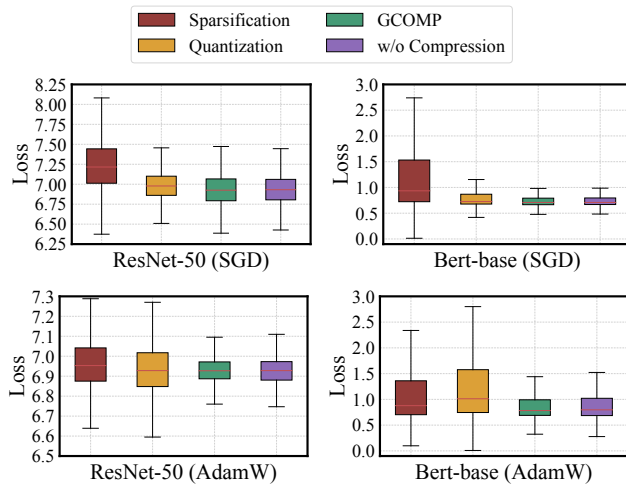 Sparsification
GCOMP
Quantization
w/o Compression
8.25
8.00
7.75
7.50
7.25
7.00
6.75
6.50
6.25
Loss
ResNet-50 (SGD)
3.0
2.5
2.0
1.5
1.0
0.5
0.0
Loss
Bert-base (SGD)
7.3
7.2
7.1
7.0
6.9
6.8
6.7
6.6
6.5
Loss
ResNet-50 (AdamW)
3.0
2.5
2.0
1.5
1.0
0.5
0.0
Loss
Bert-base (AdamW)